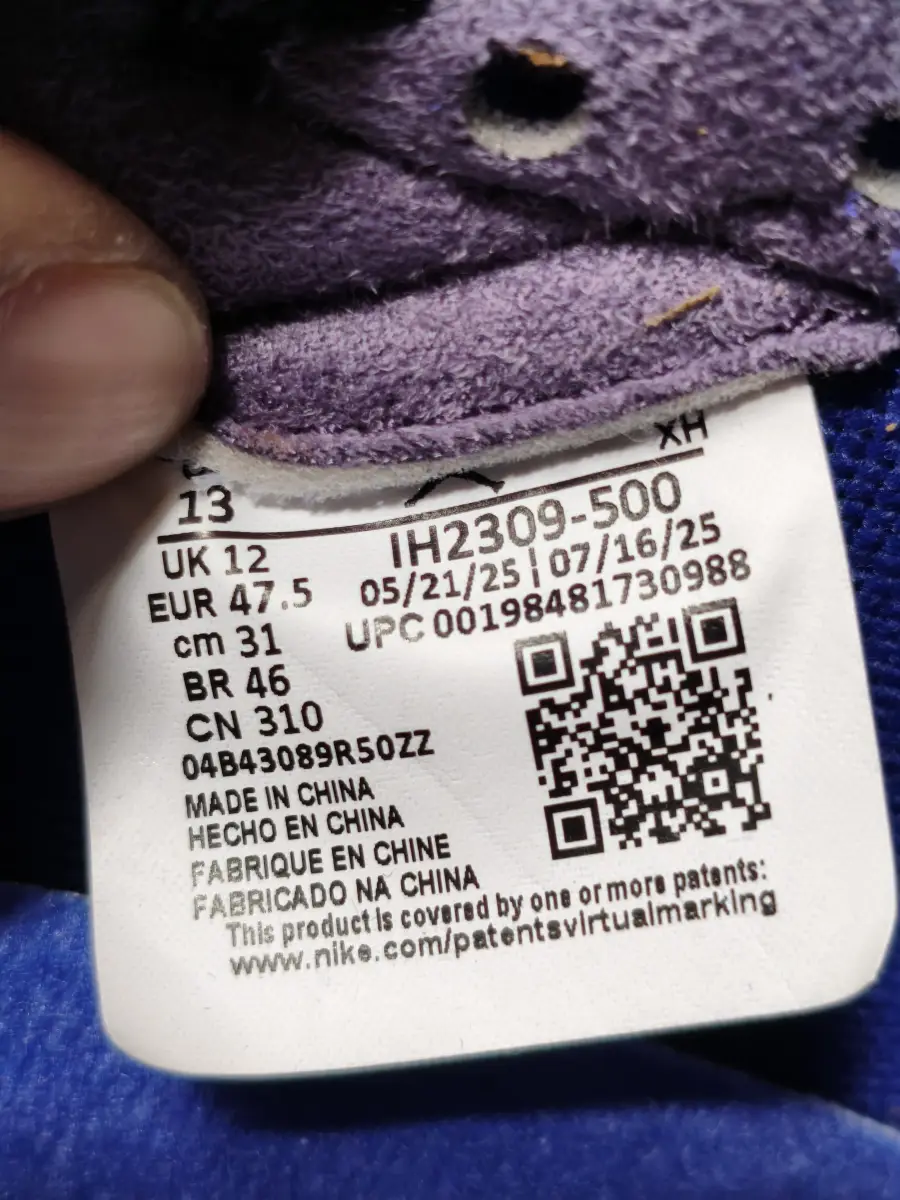 XH
13
UK 12
EUR 47.5
cm 31
BR 46
CN 310
04B43089R50ZZ
IH2309-500
05/21/25 | 07/16/25
UPC 00198481730988
MADE IN CHINA
HECHO EN CHINA
FABRIQUE EN CHINE
FABRICADO NA CHINA
This product is covered by one or more patents:
www.nike.com/patentsvirtualmarking